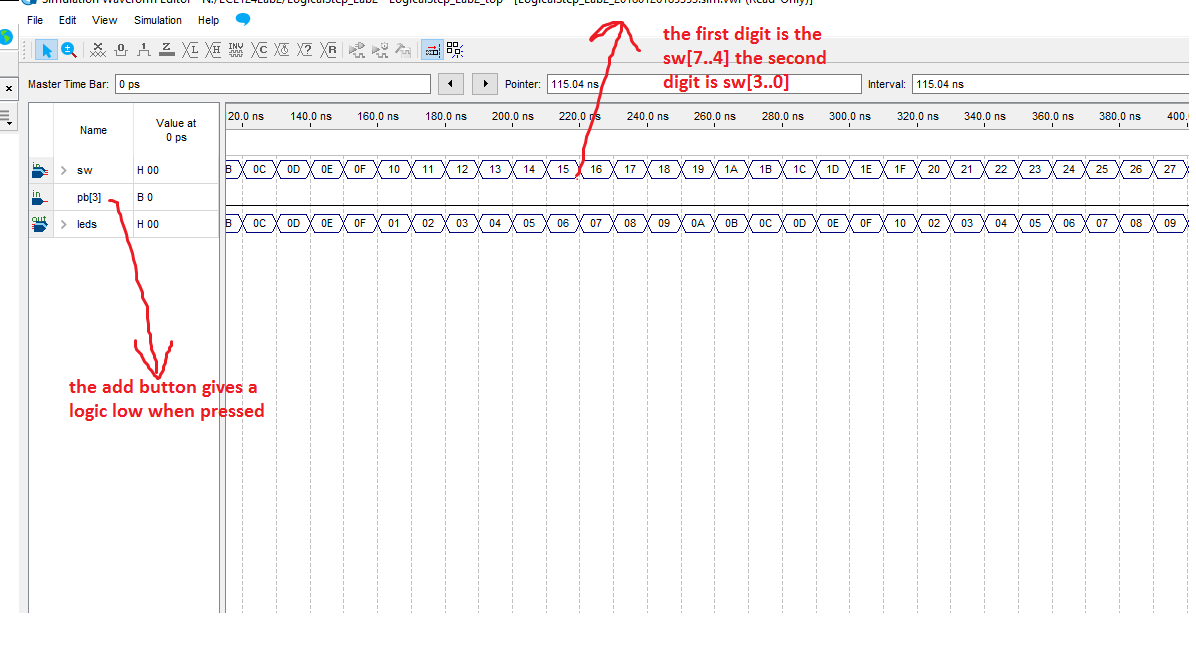 Simulation Waveform Editor - N:/ECE124Lab2/LogicalStep_Lab2 - LogicalStep_Lab2_top - [LogicalStep_Lab2_20180120165355.sim.vwf (Read-Only)]
File Edit View Simulation Help
Master Time Bar: 0 ps Pointer: 115.04 ns Interval: 115.04 ns
the first digit is the
sw[7..4] the second
digit is sw[3..0]
Name Value at
0 ps
20.0 ns 140.0 ns 160.0 ns 180.0 ns 200.0 ns 220.0 ns 240.0 ns 260.0 ns 280.0 ns 300.0 ns 320.0 ns 340.0 ns 360.0 ns 380.0 ns 400.
in sw H 00 B 0C 0D 0E 0F 10 11 12 13 14 15 16 17 18 19 1A 1B 1C 1D 1E 1F 20 21 22 23 24 25 26 27
in pb[3] B 0
out leds H 00 B 0C 0D 0E 0F 01 02 03 04 05 06 07 08 09 0A 0B 0C 0D 0E 0F 10 02 03 04 05 06 07 08 09
the add button gives a
logic low when pressed